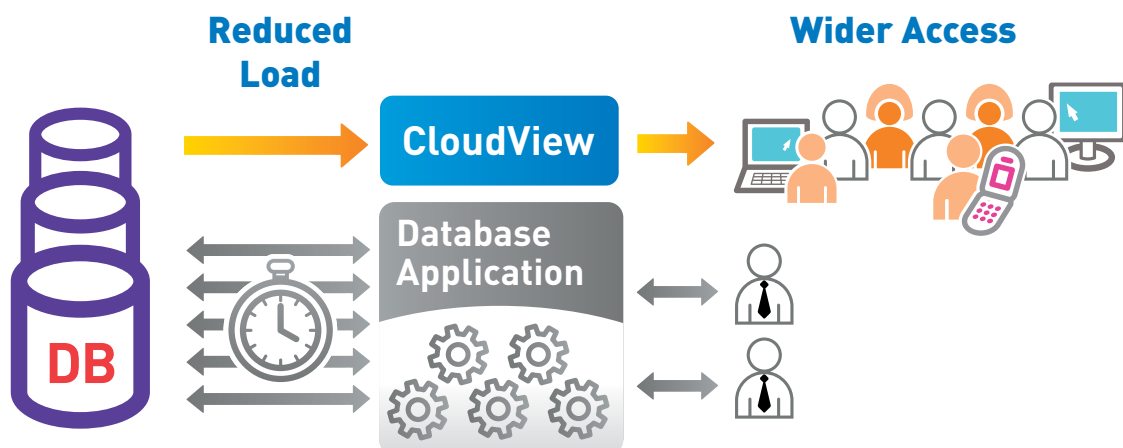 Reduced
Load
Wider Access
CloudView
Database
Application
DB